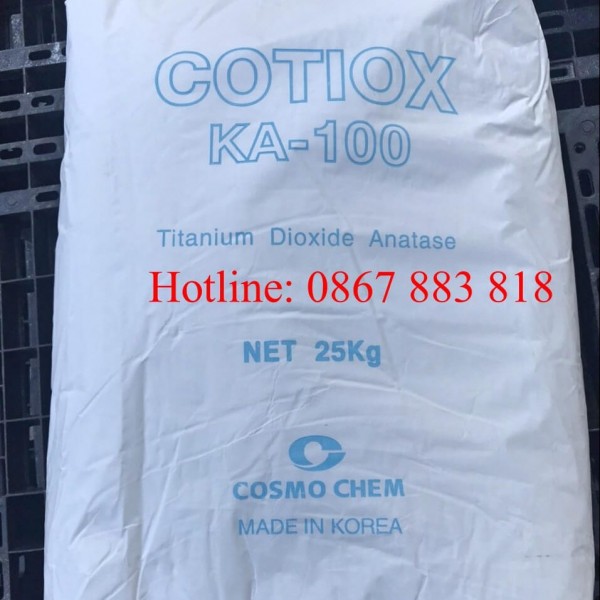 COTIOX
KA-100
Titanium Dioxide Anatase
Hotline: 0867 883 818
NET 25Kg
COSMO CHEM
MADE IN KOREA